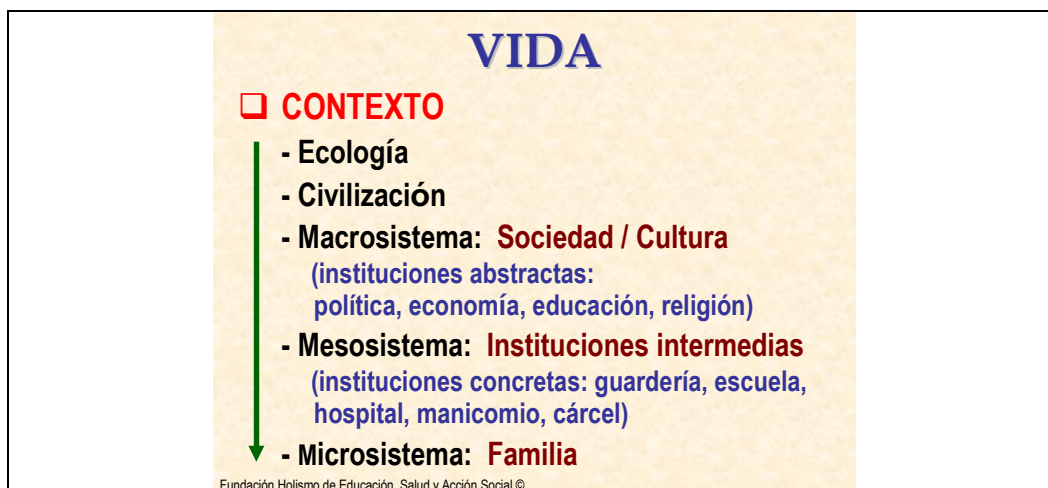 VIDA
❑ CONTEXTO
- Ecología
- Civilización
- Macrosistema: Sociedad / Cultura
(instituciones abstractas:
política, economía, educación, religión)
- Mesosistema: Instituciones intermedias
(instituciones concretas: guardería, escuela,
hospital, manicomio, cárcel)
- Microsistema: Familia
Fundación Holismo de Educación, Salud y Acción Social ©